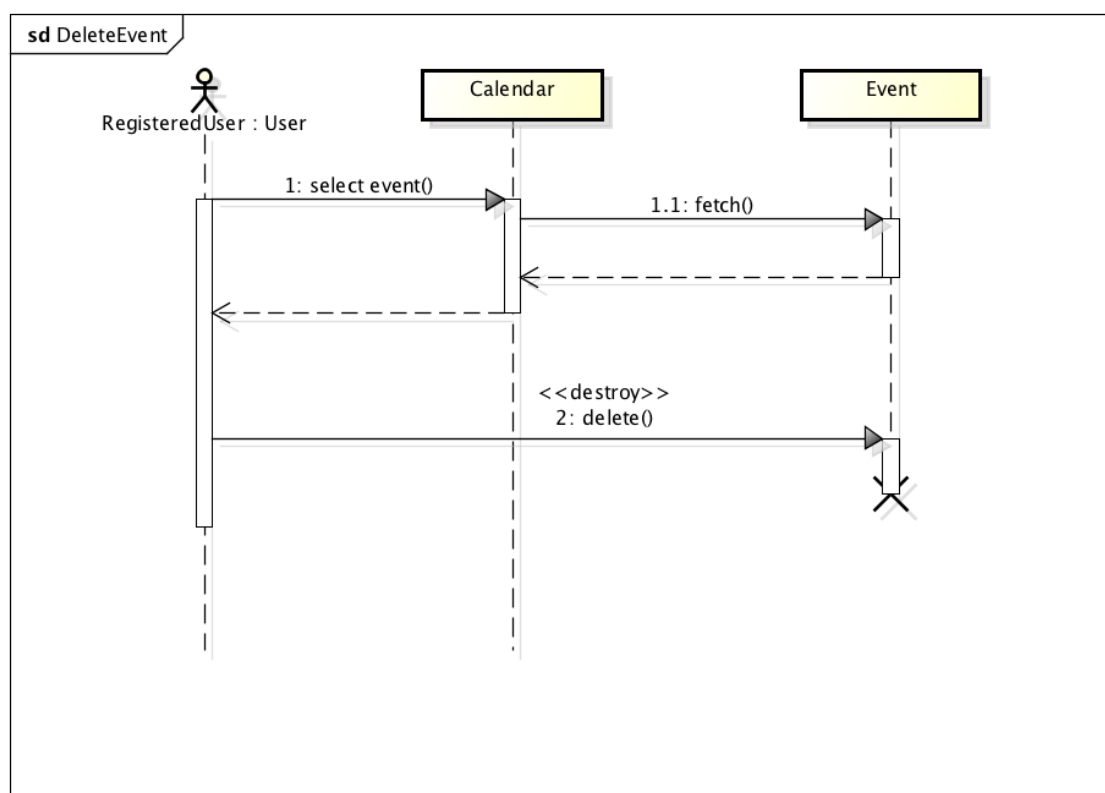 sd DeleteEvent
Calendar
Event
RegisteredUser : User
1: select event()
1.1: fetch()
<<destroy>>
2: delete()